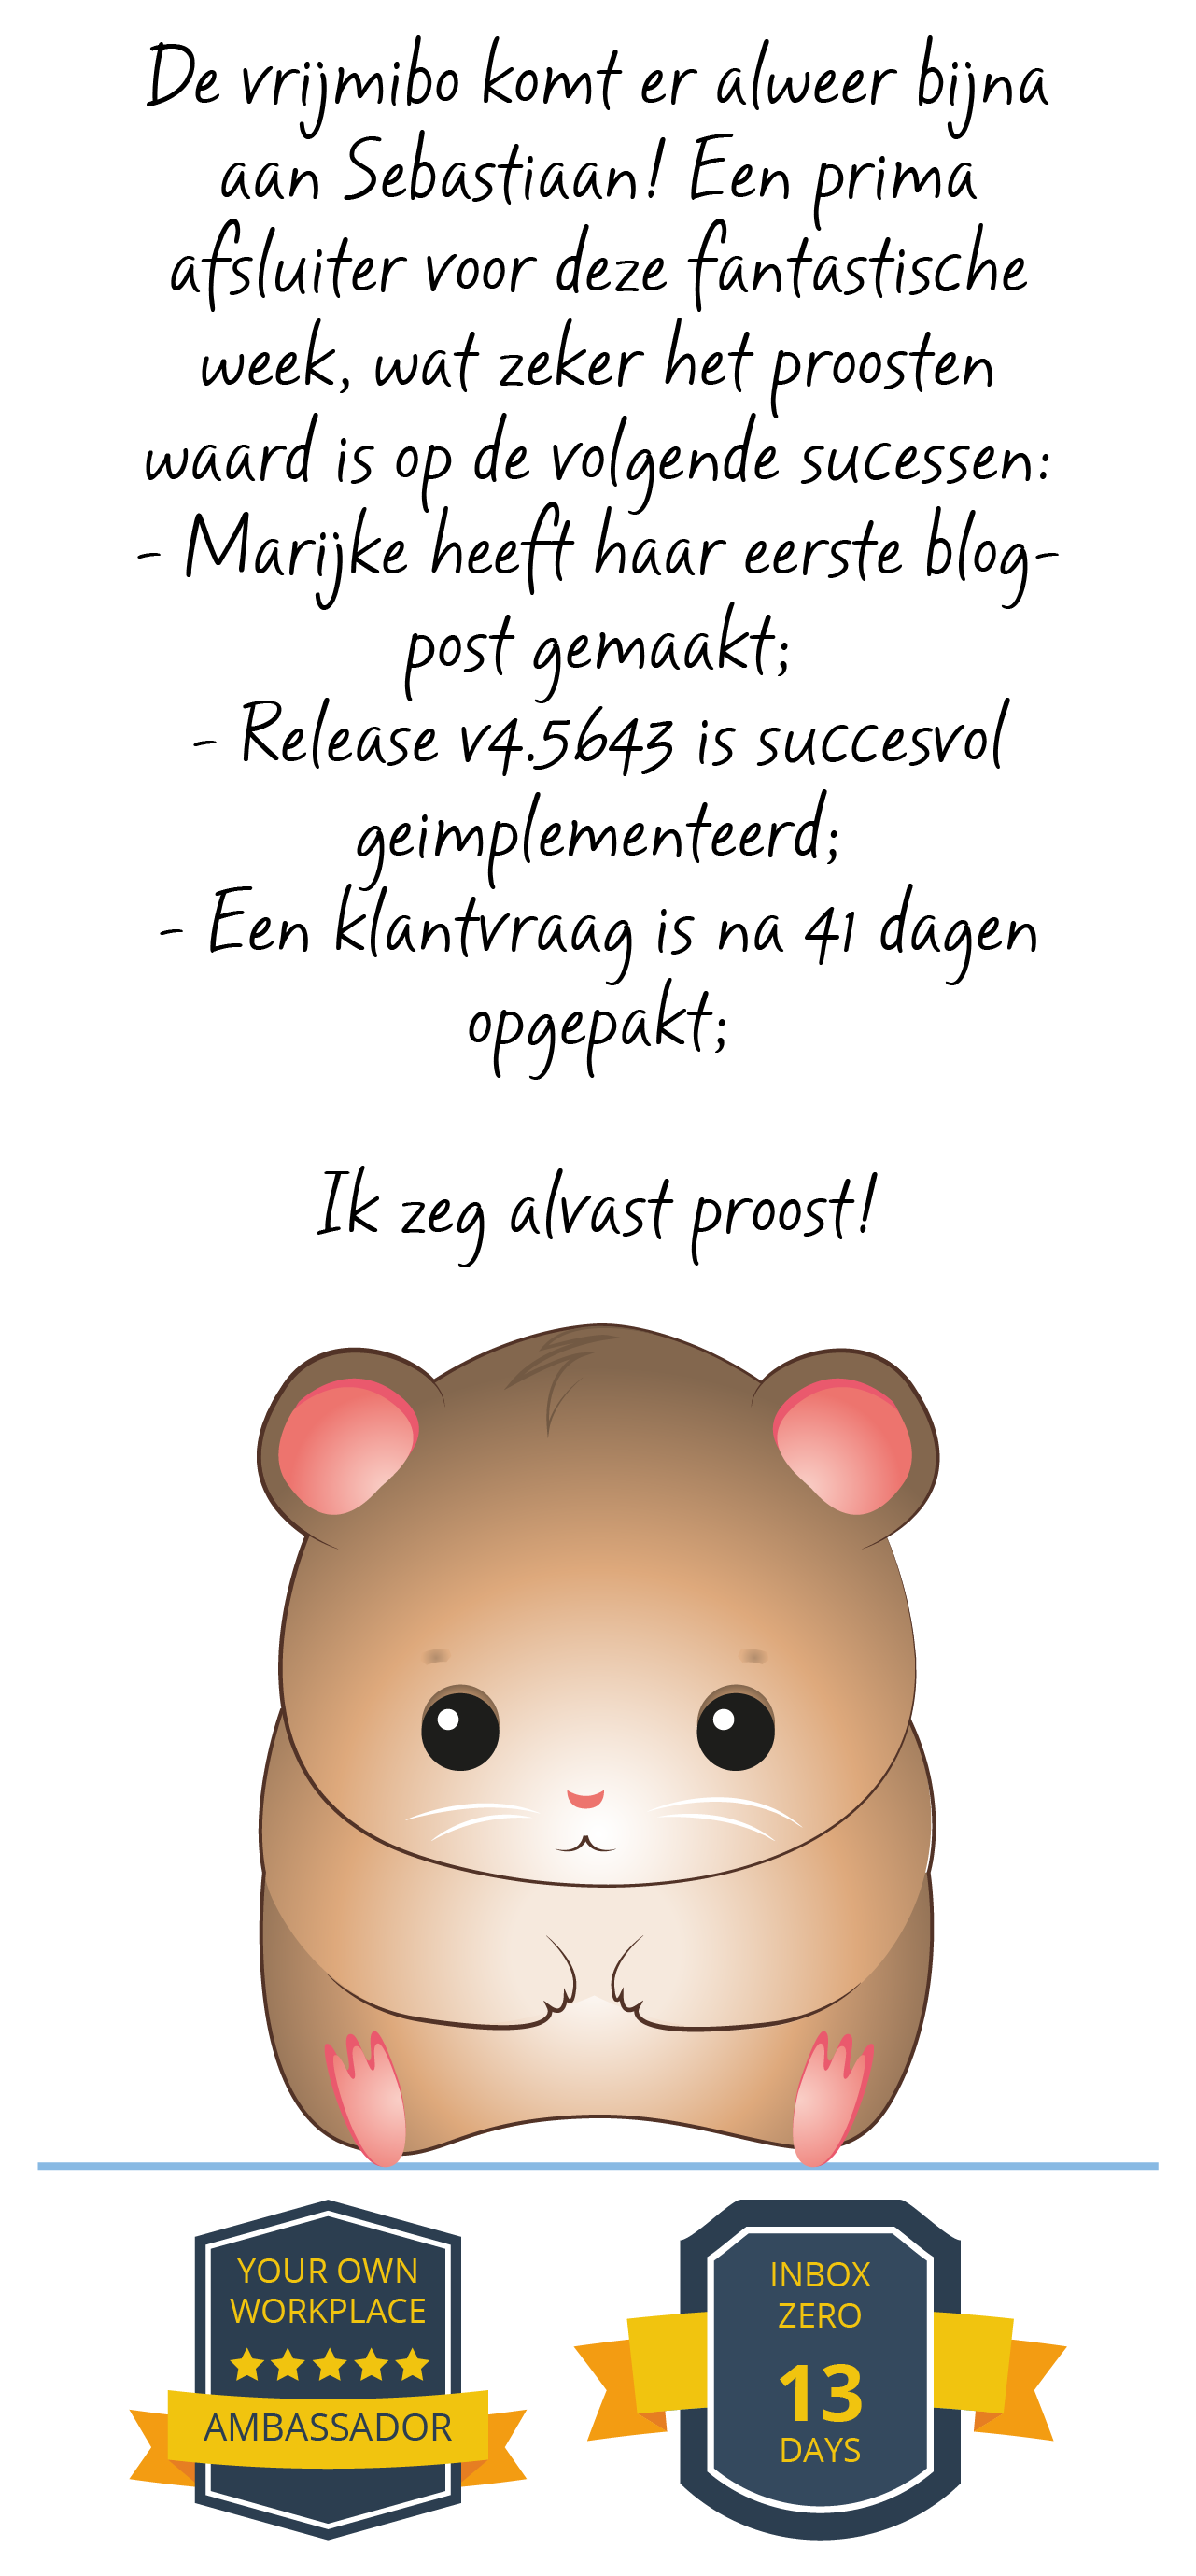 De vrijmibo komt er alweer bijna
aan Sebastiaan! Een prima
afsluiter voor deze fantastische
week, wat zeker het proosten
waard is op de volgende sucessen:
- Marijke heeft haar eerste blog-
post gemaakt;
- Release v4.5643 is succesvol
geimplementeerd;
- Een klantvraag is na 41 dagen
opgepakt;
Ik zeg alvast proost!
YOUR OWN
WORKPLACE
AMBASSADOR
INBOX
ZERO
13
DAYS